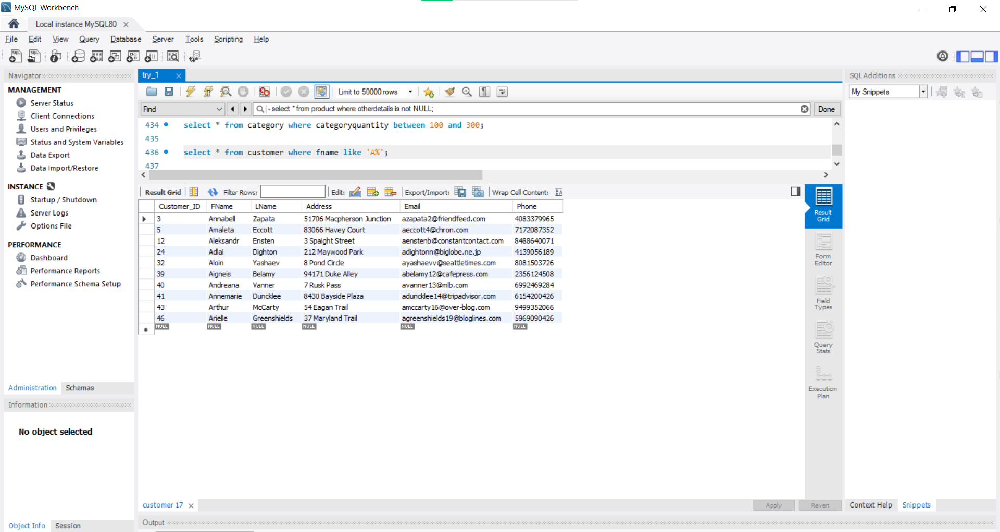 MySQL Workbench
Local instance MySQL80
File Edit View Query Database Server Tools Scripting Help
Navigator
MANAGEMENT
Server Status
Client Connections
Users and Privileges
Status and System Variables
Data Export
Data Import/Restore
INSTANCE
Startup / Shutdown
Server Logs
Options File
PERFORMANCE
Dashboard
Performance Reports
Performance Schema Setup
Administration Schemas
Information
No object selected
Object Info Session
try_1
Limit to 50000 rows
Find select * from product where otherdetails is not NULL; Done
434 select * from category where categoryquantity between 100 and 300;
435
436 select * from customer where fname like 'A%';
437
Result Grid Filter Rows: Edit: Export/Import: Wrap Cell Content:
Customer_ID FName LName Address Email Phone
3 Annabell Zapata 51706 Macpherson Junction azapata2@friendfeed.com 4083379965
5 Amaleta Eccott 83066 Havey Court aeccott4@chron.com 7172087352
12 Aleksandr Ensten 3 Spaight Street aenstenb@constantcontact.com 8488640071
24 Adlai Dighton 212 Maywood Park adightonn@biglobe.ne.jp 4139056189
32 Aloin Yashaev 8 Pond Circle ayashaevv@seattletimes.com 8081503726
39 Aigneis Belamy 94171 Duke Alley abelamy12@cafepress.com 2356124508
40 Andreana Vanner 7 Rusk Pass avanner13@mlb.com 6992469284
41 Annemarie Duncklee 8430 Bayside Plaza aduncklee14@tripadvisor.com 6154200426
43 Arthur McCarty 54 Eagan Trail amccarty16@over-blog.com 9499352066
46 Arielle Greenshields 37 Maryland Trail agreenshields19@bloglines.com 5969090426
NULL NULL NULL NULL NULL NULL
Result
Grid
Form
Editor
Field
Types
Query
Stats
Execution
Plan
customer 17
Apply Revert
Output
SQLAdditions
My Snippets
Context Help Snippets